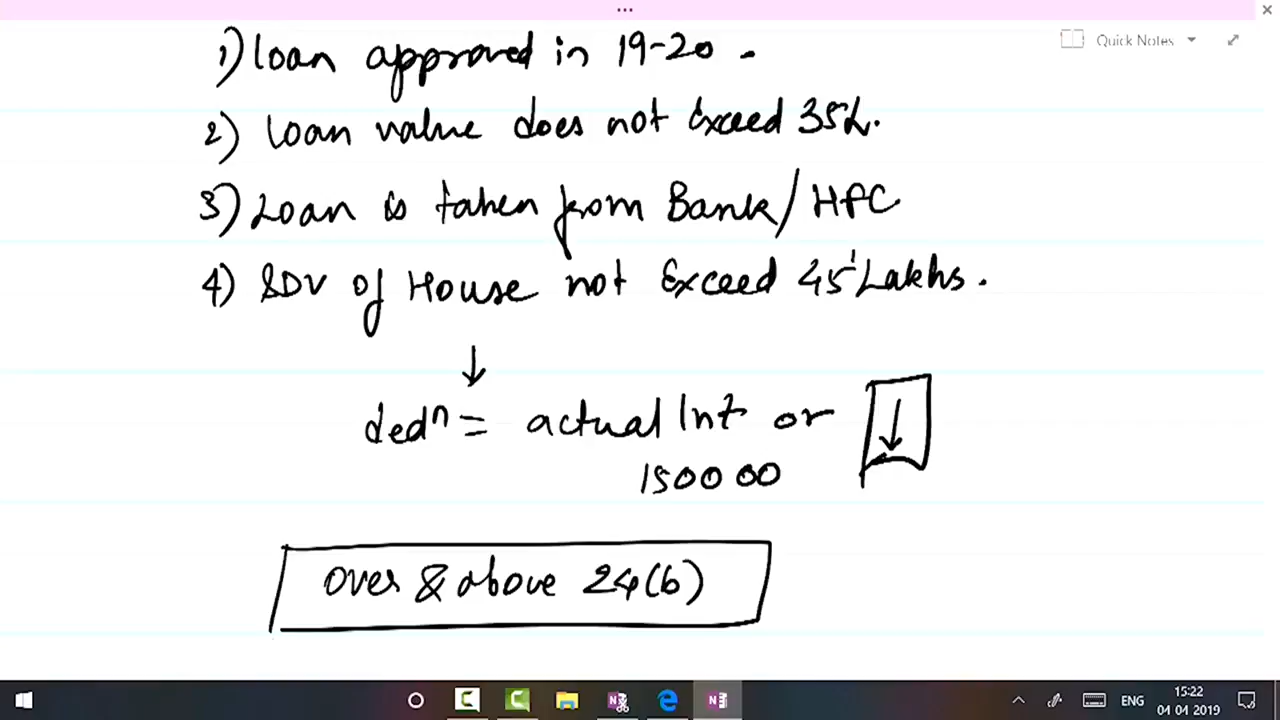 ...
Quick Notes
1) Loan approved in 19-20.
2) Loan value does not Exceed 35L.
3) Loan is taken from Bank/HFC
4) SDV of House not Exceed 45 Lakhs.
↓
dedⁿ = actual Int or ↓
150000
over & above 24(b)
ENG
15:22
04 04 2019